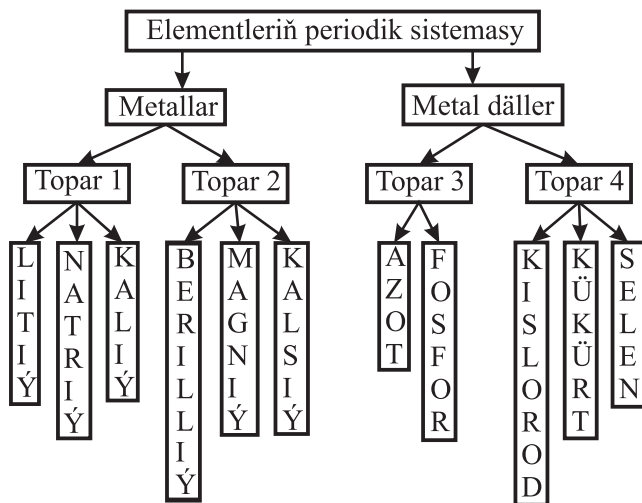 Elementleriň periodik sistemasy
Metallar
Metal däller
Topar 1
Topar 2
Topar 3
Topar 4
LITIÝ
NATRIÝ
KALIÝ
BERILLIÝ
MAGNIÝ
KALSIÝ
AZOT
FOSFOR
KISLOROD
KÜKÜRT
SELEN